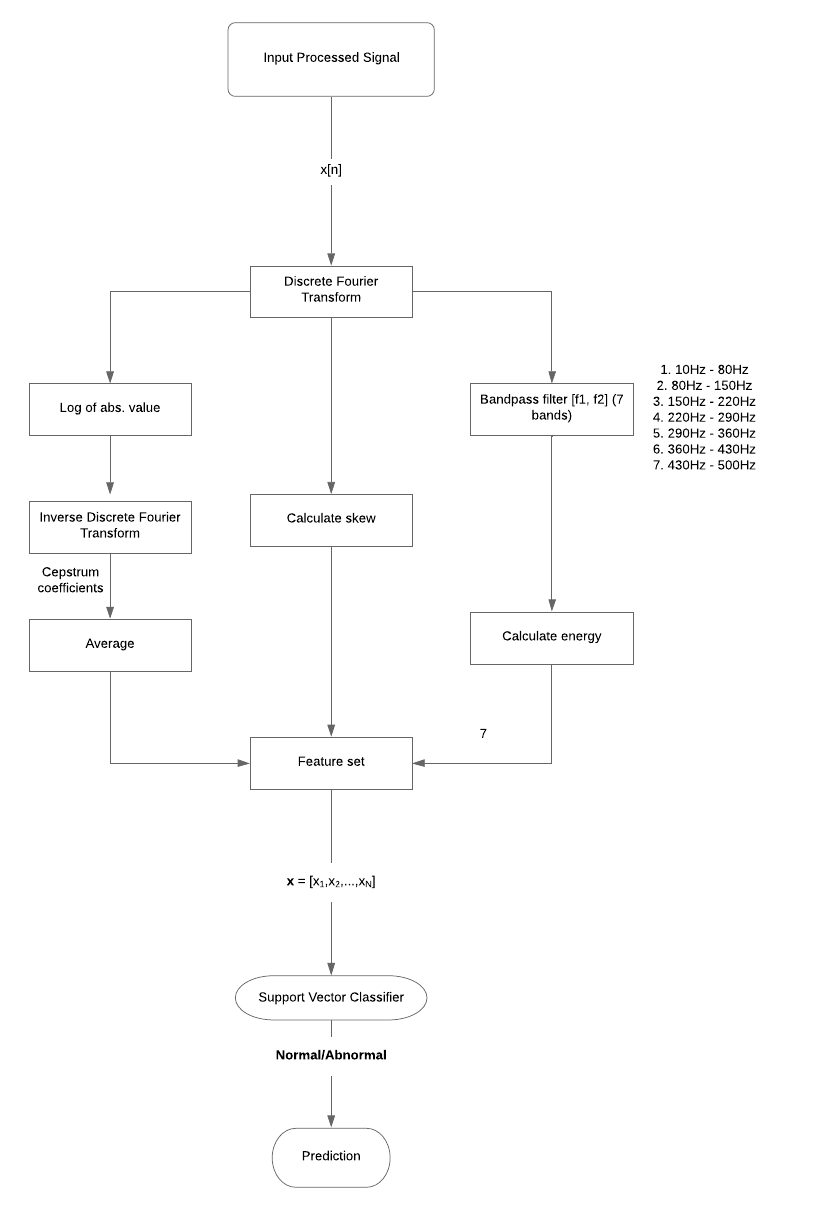 Input Processed Signal
x[n]
Discrete Fourier
Transform
Log of abs. value
Bandpass filter [f1, f2] (7
bands)
1. 10Hz - 80Hz
2. 80Hz - 150Hz
3. 150Hz - 220Hz
4. 220Hz - 290Hz
5. 290Hz - 360Hz
6. 360Hz - 430Hz
7. 430Hz - 500Hz
Inverse Discrete Fourier
Transform
Calculate skew
Cepstrum
coefficients
Average
Calculate energy
7
Feature set
x = [x₁,x₂,...,x_N]
Support Vector Classifier
Normal/Abnormal
Prediction